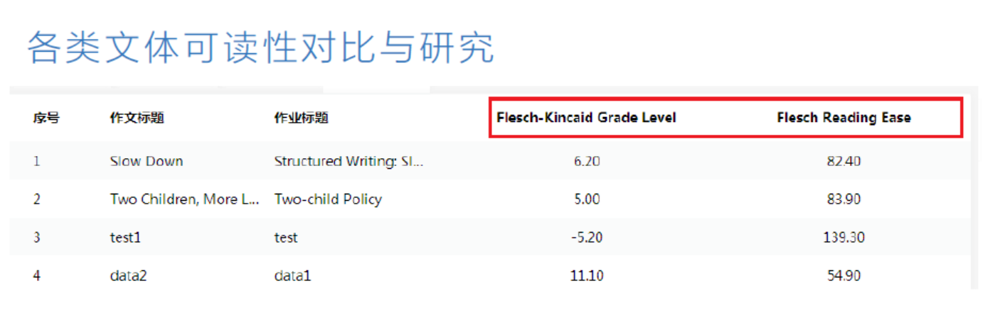 各类文体可读性对比与研究
序号 作文标题 作业标题 Flesch-Kincaid Grade Level Flesch Reading Ease
1 Slow Down Structured Writing: Sl... 6.20 82.40
2 Two Children, More L... Two-child Policy 5.00 83.90
3 test1 test -5.20 139.30
4 data2 data1 11.10 54.90